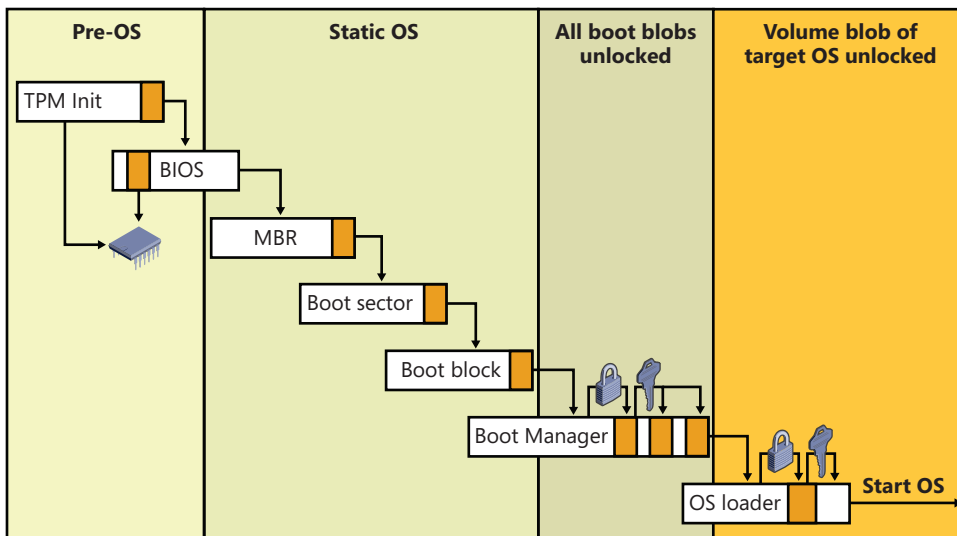 Pre-OS
Static OS
All boot blobs
unlocked
Volume blob of
target OS unlocked
TPM Init
BIOS
MBR
Boot sector
Boot block
Boot Manager
OS loader
Start OS